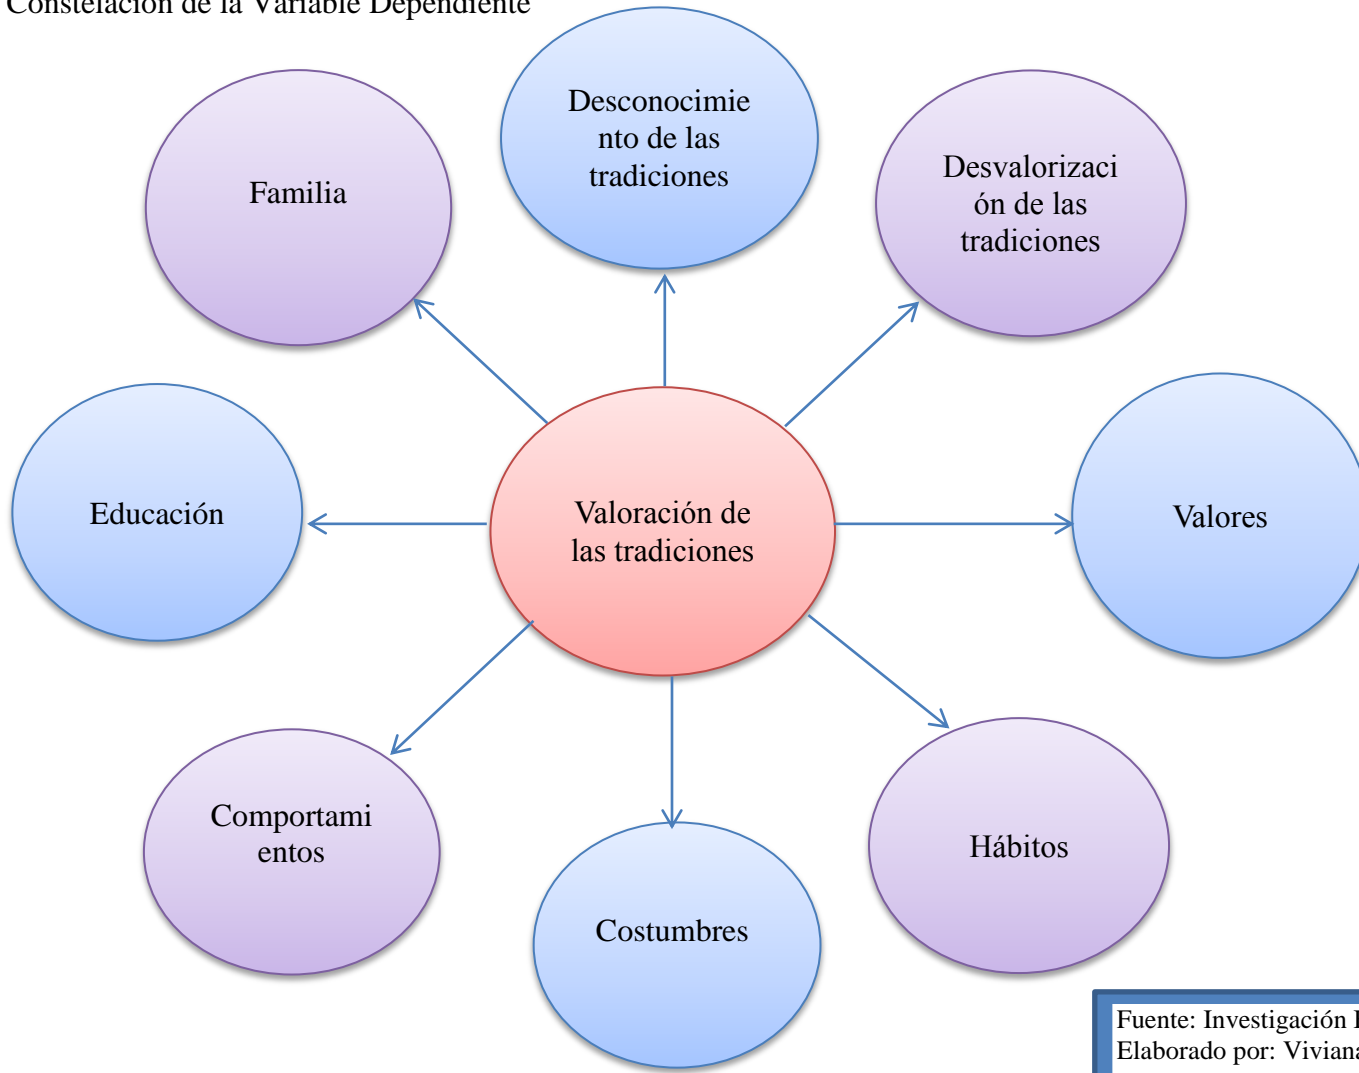 Constelación de la Variable Dependiente
Desconocimie
nto de las
tradiciones
Familia
Desvalorizaci
ón de las
tradiciones
Educación
Valoración de
las tradiciones
Valores
Comportami
entos
Hábitos
Costumbres
Fuente: Investigación
Elaborado por: Viviana